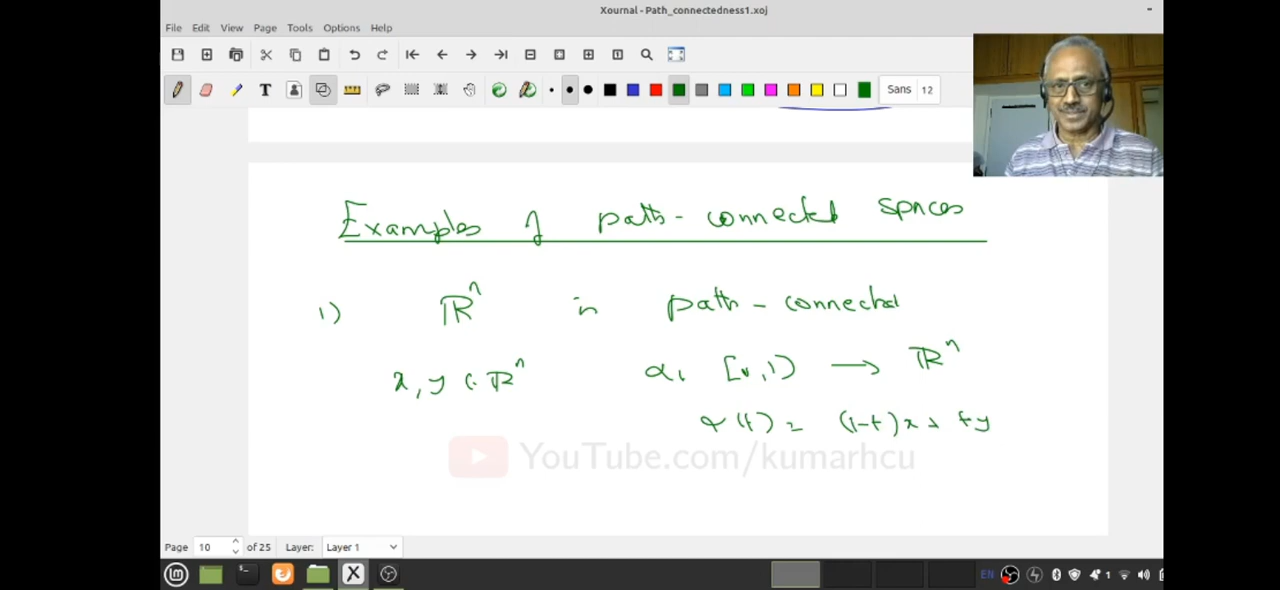 Xournal - Path_connectedness1.xoj
File Edit View Page Tools Options Help
Sans 12
Examples of path-connected spaces
1) ℝⁿ is path-connected
x, y ∈ ℝⁿ α: [0,1] → ℝⁿ
α(t) = (1-t)x + ty
YouTube.com/kumarhcu
Page 10 of 25 Layer: Layer 1
EN 1